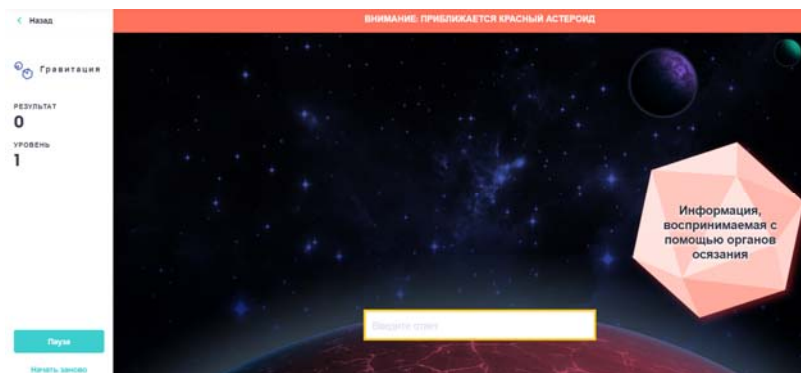 Назад
ВНИМАНИЕ: ПРИБЛИЖАЕТСЯ КРАСНЫЙ АСТЕРОИД
Гравитация
РЕЗУЛЬТАТ
0
УРОВЕНЬ
1
Информация,
воспринимаемая с
помощью органов
осязания
Введите ответ
Пауза
Начать заново